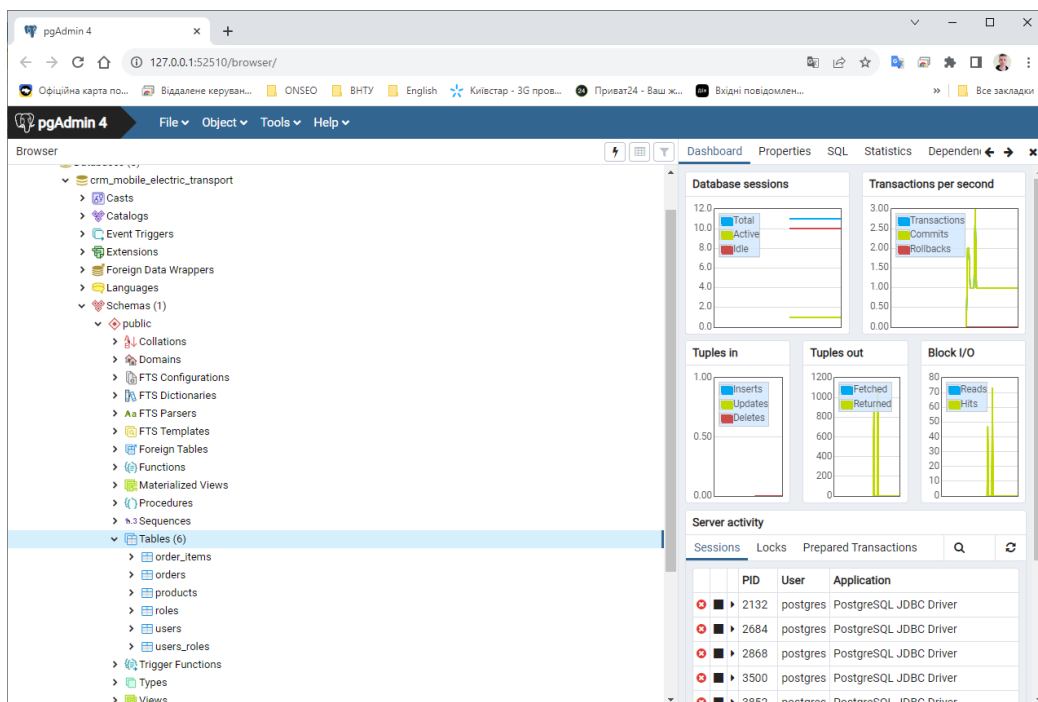 pgAdmin 4
127.0.0.1:52510/browser/
Офіційна карта по... Віддалене керуван... ONSEO ВНТУ English Київстар - 3G пров... Приват24 - Ваш ж... Вхідні повідомлен... » Все закладки
pgAdmin 4 File Object Tools Help
Browser
Dashboard Properties SQL Statistics
crm_mobile_electric_transport
Casts
Catalogs
Event Triggers
Extensions
Foreign Data Wrappers
Languages
Schemas (1)
public
Collations
Domains
FTS Configurations
FTS Dictionaries
FTS Parsers
FTS Templates
Foreign Tables
Functions
Materialized Views
Procedures
Sequences
Tables (6)
order_items
orders
products
roles
users
users_roles
Trigger Functions
Types
Views
Database sessions
12.0
10.0
8.0
6.0
4.0
2.0
0.0
Total
Active
Idle
Transactions per second
3.00
2.50
2.00
1.50
1.00
0.50
0.00
Transactions
Commits
Rollbacks
Tuples in
1.00
0.50
0.00
Inserts
Updates
Deletes
Tuples out
1200
1000
800
600
400
200
0
Fetched
Returned
Block I/O
80
70
60
50
40
30
20
10
0
Reads
Hits
Server activity
Sessions Locks Prepared Transactions
PID User Application
2132 postgres PostgreSQL JDBC Driver
2684 postgres PostgreSQL JDBC Driver
2868 postgres PostgreSQL JDBC Driver
3500 postgres PostgreSQL JDBC Driver
postgres PostgreSQL JDBC Driver